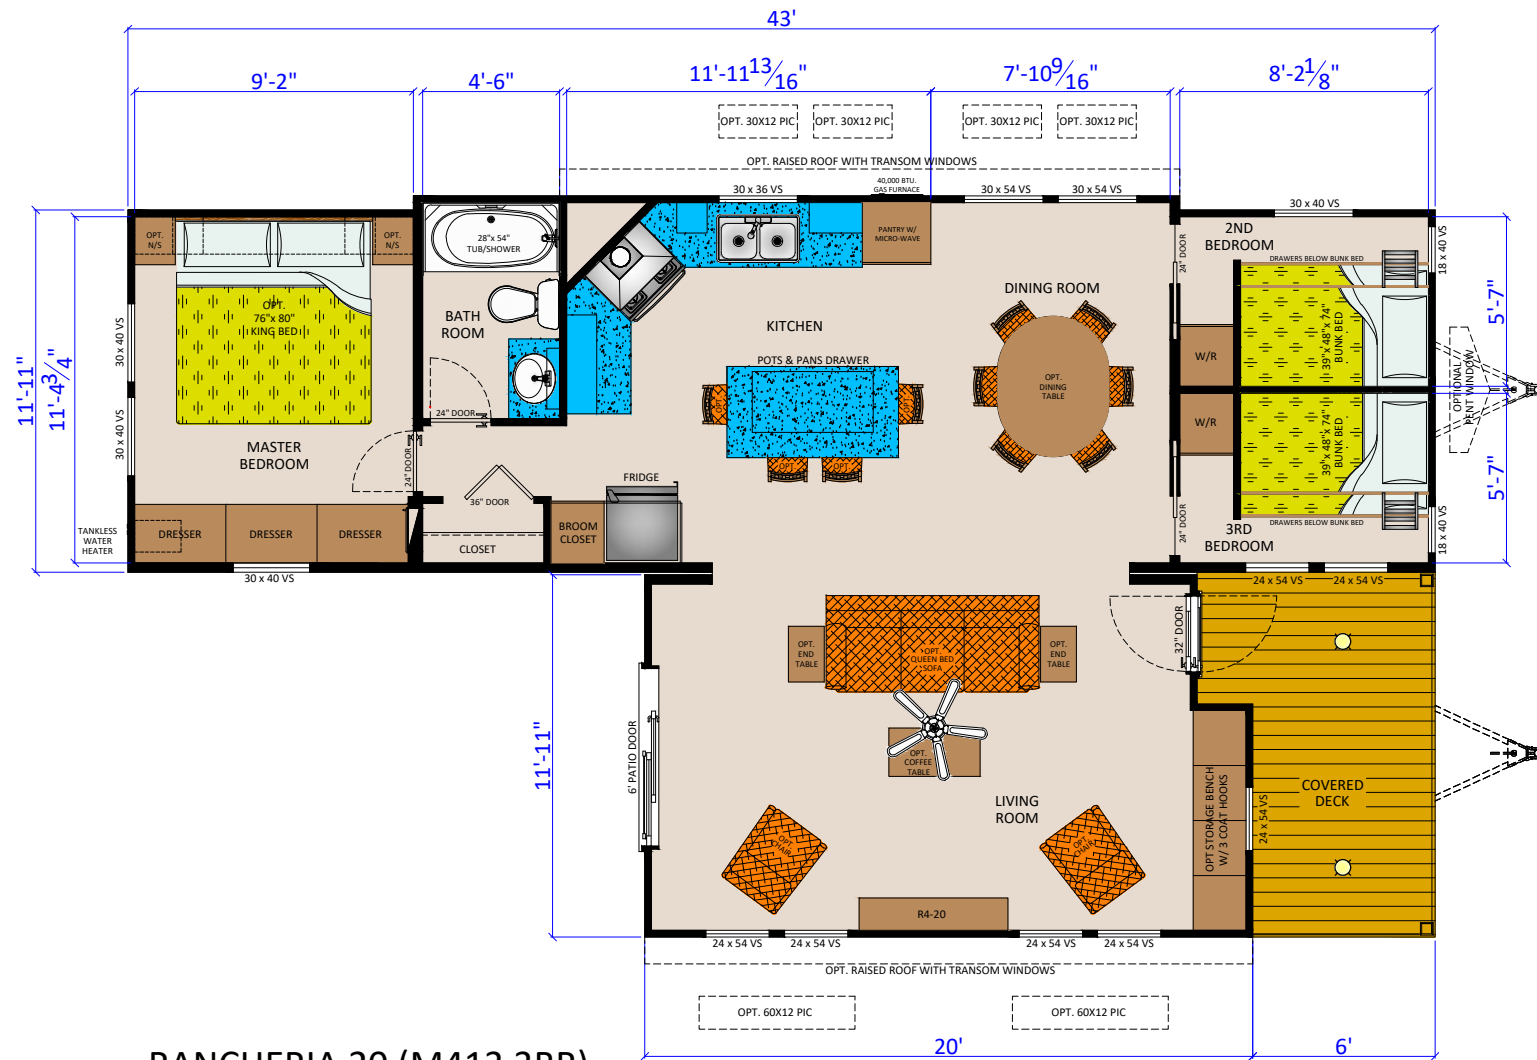 43'
9'-2"
4'-6"
11'-11 13/16"
7'-10 9/16"
8'-2 1/8"
OPT. 30X12 PIC
OPT. 30X12 PIC
OPT. 30X12 PIC
OPT. 30X12 PIC
OPT. RAISED ROOF WITH TRANSOM WINDOWS
30 x 36 VS
40,000 BTU.
GAS FURNACE
30 x 54 VS
30 x 54 VS
30 x 40 VS
OPT.
N/S
OPT.
N/S
28"x 54"
TUB/SHOWER
PANTRY W/
MICRO-WAVE
24" DOOR
2ND
BEDROOM
18 x 40 VS
DRAWERS BELOW BUNK BED
OPT.
76"x 80"
KING BED
BATH
ROOM
KITCHEN
DINING ROOM
5'-7"
30 x 40 VS
11'-11"
11'-4 3/4"
POTS & PANS DRAWER
W/R
39" x 48" x 74"
BUNK BED
OPTIONAL
PENT WINDOW
OPT.
DINING
TABLE
OPT.
OPT.
OPT.
OPT.
24" DOOR
W/R
39" x 48" x 74"
BUNK BED
30 x 40 VS
MASTER
BEDROOM
24" DOOR
36" DOOR
FRIDGE
5'-7"
TANKLESS
WATER
HEATER
DRESSER
DRESSER
DRESSER
CLOSET
BROOM
CLOSET
24" DOOR
DRAWERS BELOW BUNK BED
3RD
BEDROOM
18 x 40 VS
30 x 40 VS
24 x 54 VS
24 x 54 VS
32" DOOR
OPT.
END
TABLE
OPT.
QUEEN BED
SOFA
OPT.
END
TABLE
11'-11"
6' PATIO DOOR
OPT.
COFFEE
TABLE
LIVING
ROOM
OPT STORAGE BENCH
W/ 3 COAT HOOKS
24 x 54 VS
COVERED
DECK
OPT.
CHAIR
OPT.
CHAIR
R4-20
24 x 54 VS
24 x 54 VS
24 x 54 VS
24 x 54 VS
OPT. RAISED ROOF WITH TRANSOM WINDOWS
OPT. 60X12 PIC
OPT. 60X12 PIC
20'
6'